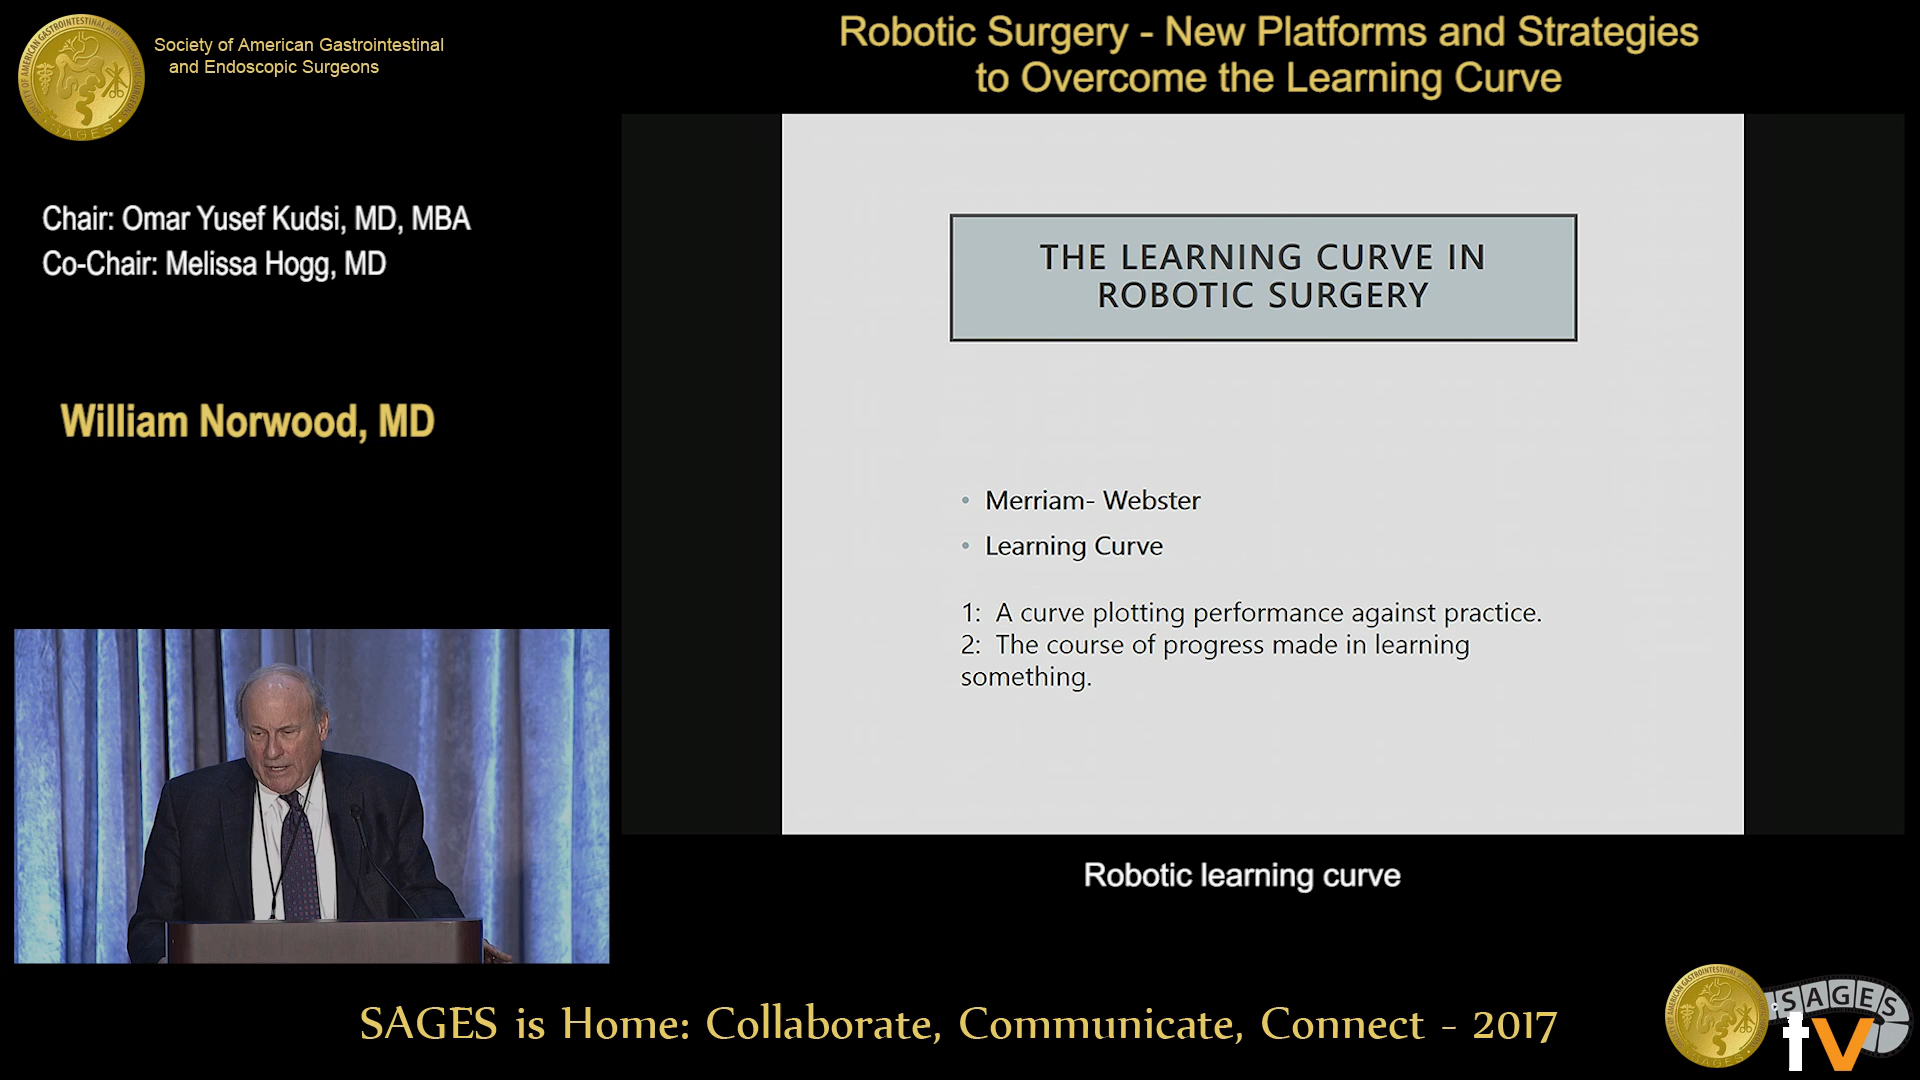 Society of American Gastrointestinal
and Endoscopic Surgeons
Robotic Surgery - New Platforms and Strategies
to Overcome the Learning Curve
Chair: Omar Yusef Kudsi, MD, MBA
Co-Chair: Melissa Hogg, MD
William Norwood, MD
THE LEARNING CURVE IN
ROBOTIC SURGERY
• Merriam- Webster
• Learning Curve
1: A curve plotting performance against practice.
2: The course of progress made in learning
something.
Robotic learning curve
SAGES is Home: Collaborate, Communicate, Connect - 2017
SAGES
tv